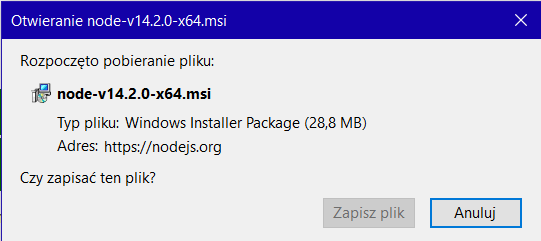 Otwieranie node-v14.2.0-x64.msi
Rozpoczęto pobieranie pliku:
node-v14.2.0-x64.msi
Typ pliku: Windows Installer Package (28,8 MB)
Adres: https://nodejs.org
Czy zapisać ten plik?
Zapisz plik Anuluj